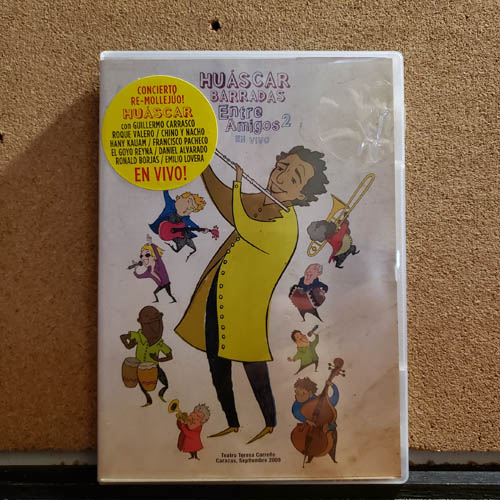 CONCIERTO
RE-MOLLEJÚO!
HUÁSCAR
con GUILLERMO CARRASCO
ROQUE VALERO / CHINO Y NACHO
HANY KAUAM / FRANCISCO PACHECO
EL GOYO REYNA / DANIEL ALVARADO
RONALD BORJAS / EMILIO LOVERA
EN VIVO!
HUÁSCAR
BARRADAS
Entre
Amigos 2
EN VIVO
Teatro Teresa Carreño
Caracas, Septiembre 2009